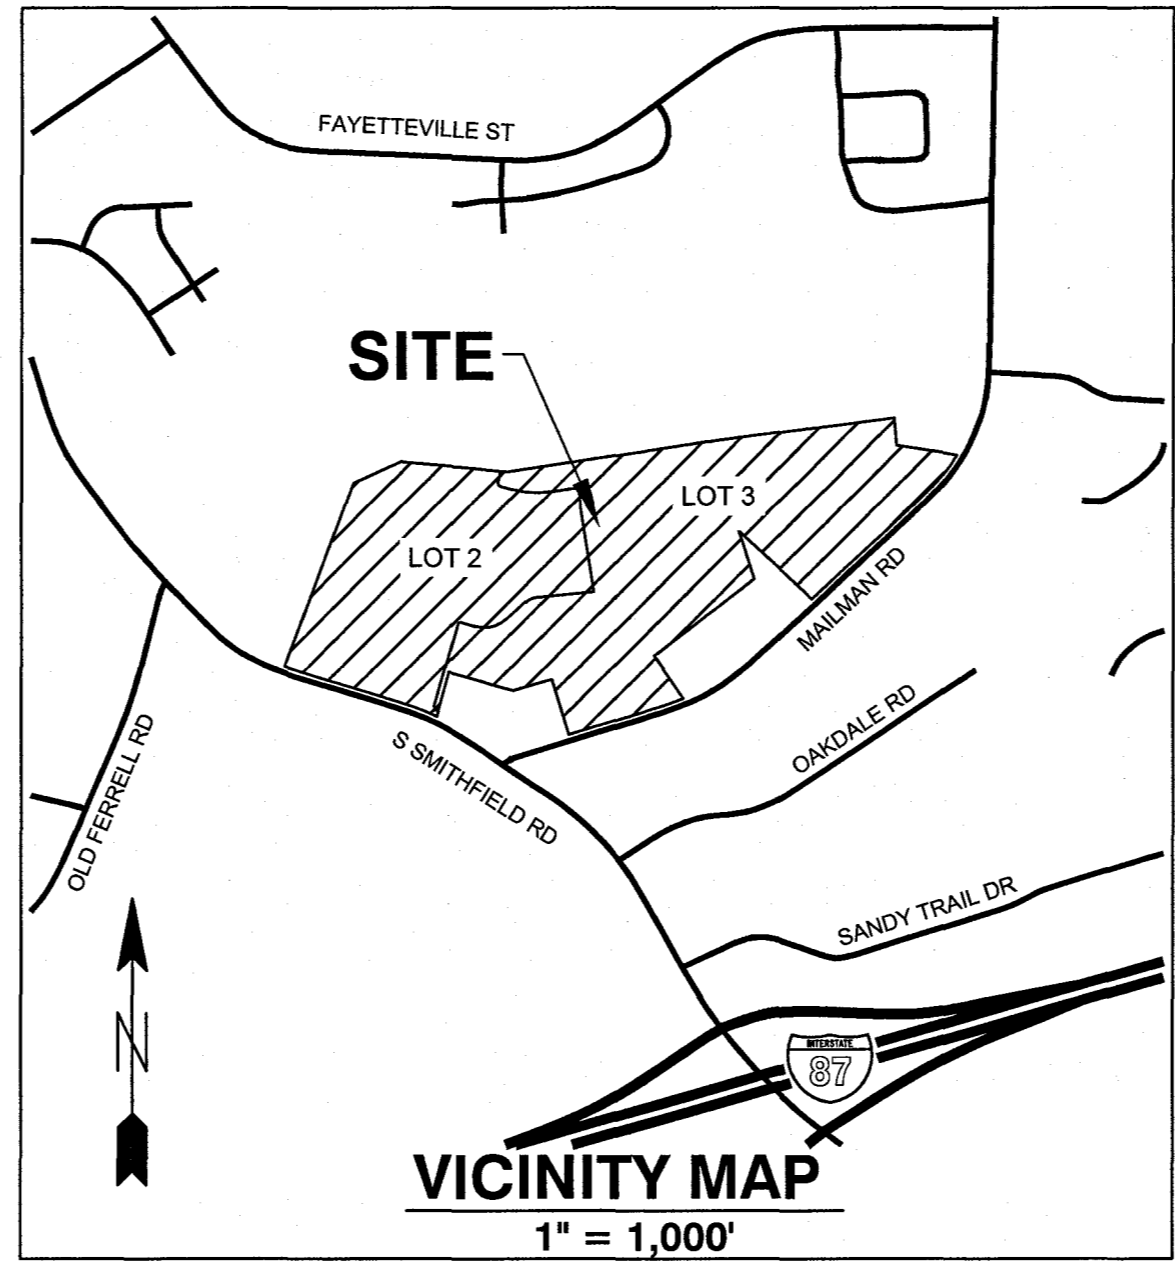 FAYETTEVILLE ST
SITE
LOT 3
LOT 2
MAILMAN RD
OAKDALE RD
S SMITHFIELD RD
OLD FERRELL RD
SANDY TRAIL DR
N
INTERSTATE
87
VICINITY MAP
1" = 1,000'